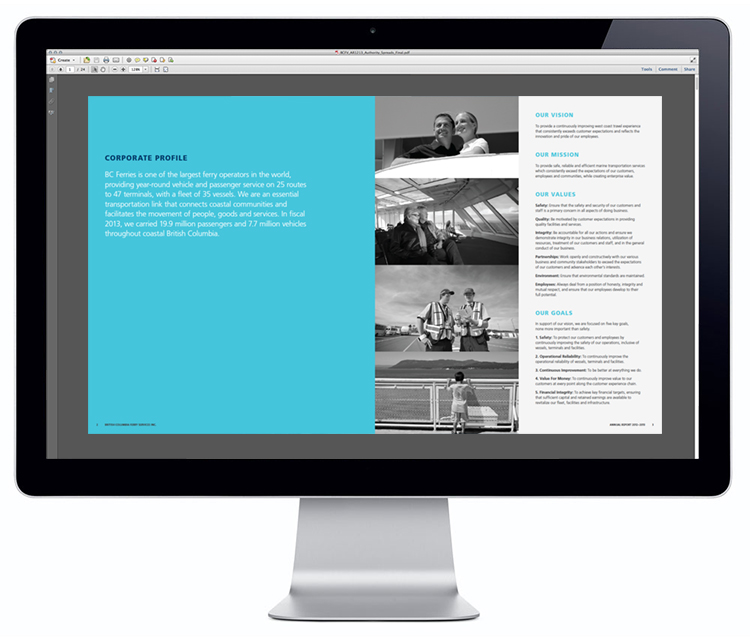 Create
1 / 24
129%
Tools
Comment
Share
CORPORATE PROFILE
BC Ferries is one of the largest ferry operators in the world,
providing year-round vehicle and passenger service on 25 routes
to 47 terminals, with a fleet of 35 vessels. We are an essential
transportation link that connects coastal communities and
facilitates the movement of people, goods and services. In fiscal
2013, we carried 19.9 million passengers and 7.7 million vehicles
throughout coastal British Columbia.
OUR VISION
To provide a continuously improving west coast travel experience
that consistently exceeds customer expectations and reflects the
innovation and pride of our employees.
OUR MISSION
To provide safe, reliable and efficient marine transportation services
which consistently exceed the expectations of our customers,
employees and communities, while creating enterprise value.
OUR VALUES
Safety: Ensure that the safety and security of our customers and
staff is a primary concern in all aspects of doing business.
Quality: Be motivated by customer expectations in providing
quality facilities and services.
Integrity: Be accountable for all our actions and ensure we
demonstrate integrity in our business relations, utilization of
resources, treatment of our customers and staff, and in the general
conduct of our business.
Partnerships: Work openly and constructively with our various
business and community stakeholders to exceed the expectations
of our customers and advance each other's interests.
Environment: Ensure that environmental standards are maintained.
Employees: Always deal from a position of honesty, integrity and
mutual respect, and ensure that our employees develop to their
full potential.
OUR GOALS
In support of our vision, we are focused on five key goals,
none more important than safety.
1. Safety: To protect our customers and employees by
continuously improving the safety of our operations, inclusive of
vessels, terminals and facilities.
2. Operational Reliability: To continuously improve the
operational reliability of vessels, terminals and facilities.
3. Continuous Improvement: To be better at everything we do.
4. Value For Money: To continuously improve value to our
customers at every point along the customer experience chain.
5. Financial Integrity: To achieve key financial targets, ensuring
that sufficient capital and retained earnings are available to
revitalize our fleet, facilities and infrastructure.
BRITISH COLUMBIA FERRY SERVICES INC.